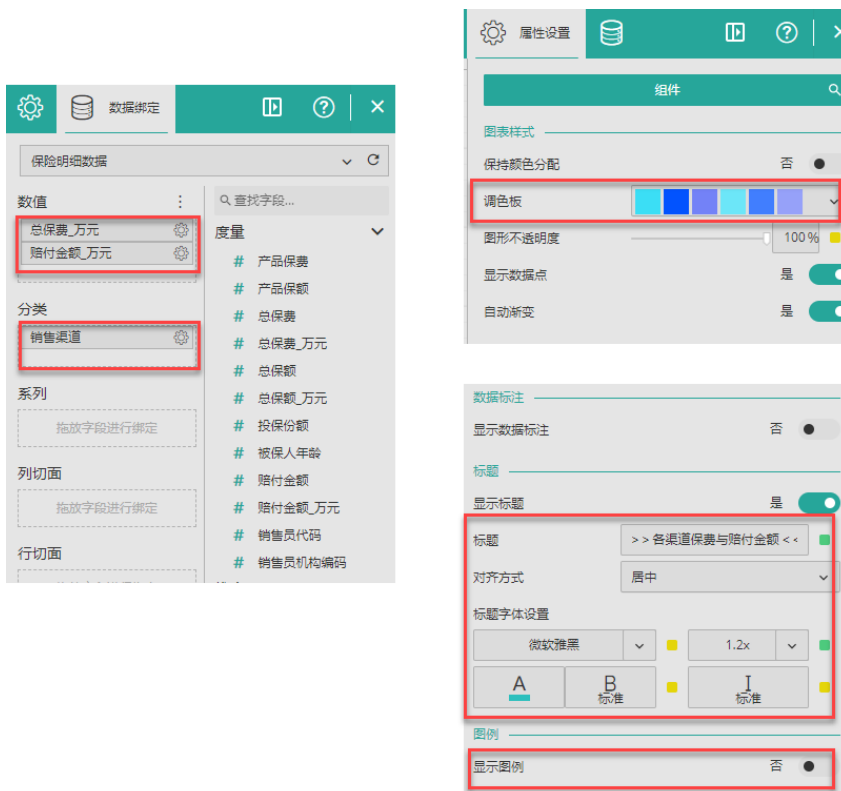 数据绑定
保险明细数据
数值
总保费_万元
赔付金额_万元
分类
销售渠道
系列
拖放字段进行绑定
列切面
拖放字段进行绑定
行切面
查找字段...
度量
# 产品保费
# 产品保额
# 总保费
# 总保费_万元
# 总保额
# 总保额_万元
# 投保份额
# 被保人年龄
# 赔付金额
# 赔付金额_万元
# 销售员代码
# 销售员机构编码
属性设置
组件
图表样式
保持颜色分配 否
调色板
图形不透明度 100 %
显示数据点 是
自动渐变 是
数据标注
显示数据标注 否
标题
显示标题 是
标题 > > 各渠道保费与赔付金额 < <
对齐方式 居中
标题字体设置
微软雅黑 1.2x
A B I
标准 标准
图例
显示图例 否